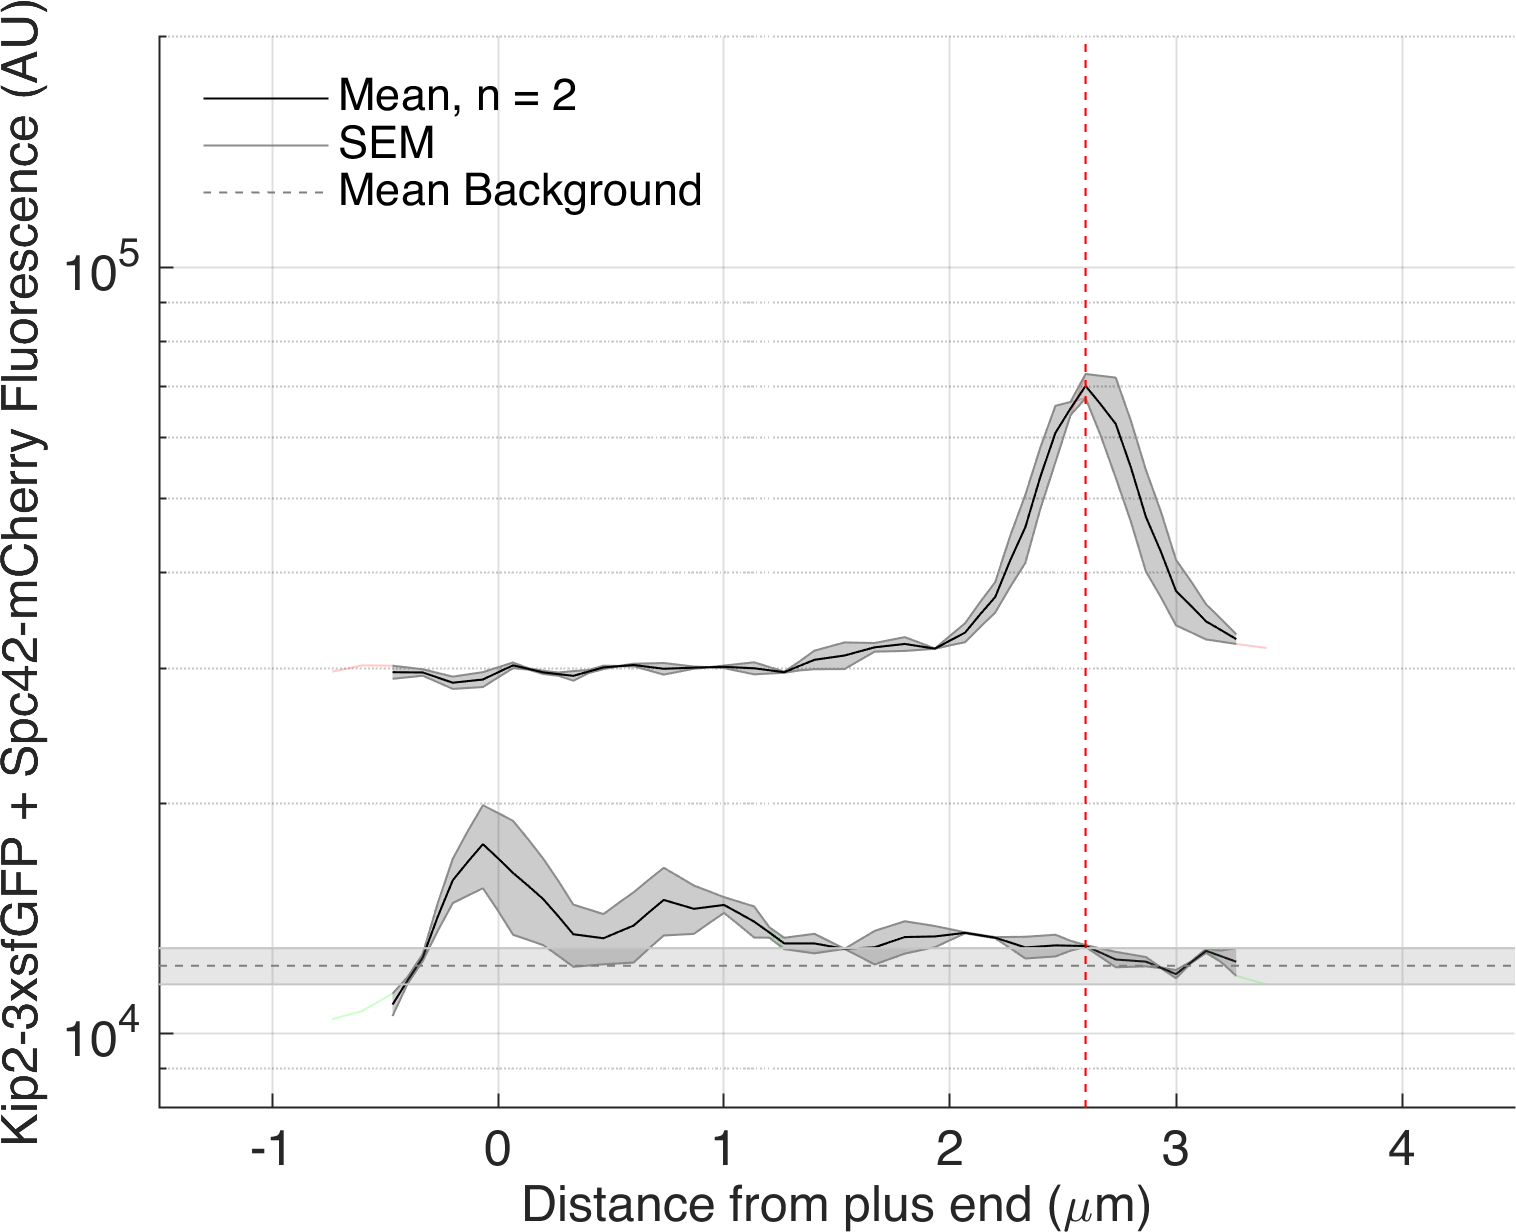 Kip2-3xsfGFP + Spc42-mCherry Fluorescence (AU)
Mean, n = 2
SEM
Mean Background
10^5
10^4
-1 0 1 2 3 4
Distance from plus end (μm)